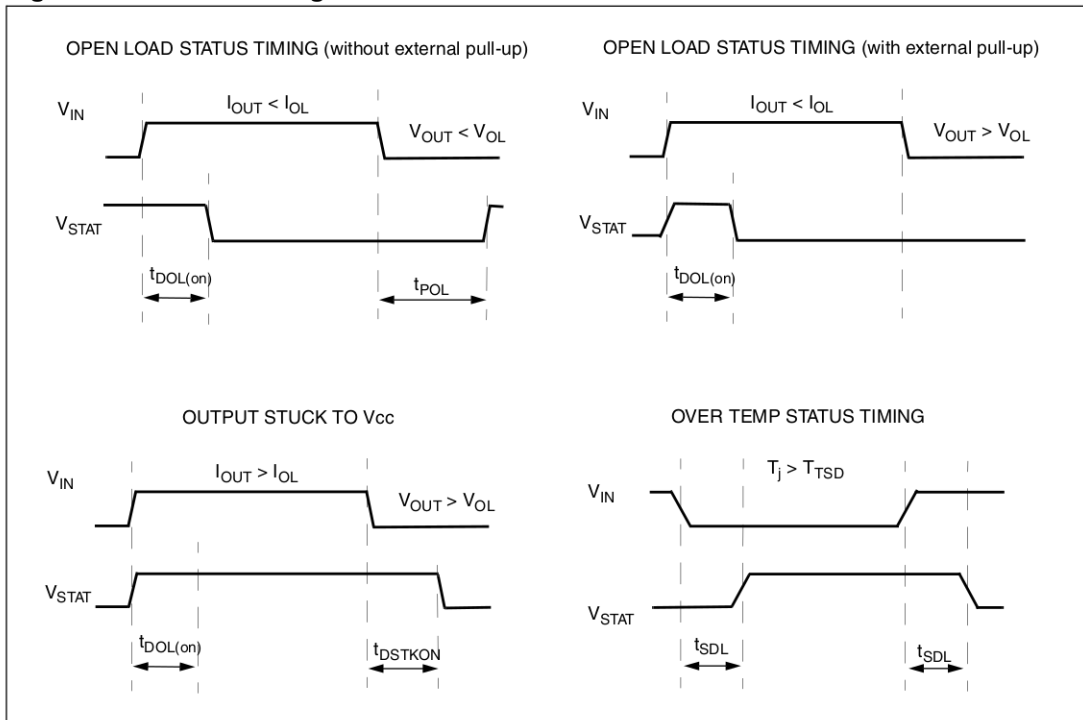 OPEN LOAD STATUS TIMING (without external pull-up)
V_IN
I_OUT < I_OL
V_OUT < V_OL
V_STAT
t_DOL(on)
t_POL
OPEN LOAD STATUS TIMING (with external pull-up)
V_IN
I_OUT < I_OL
V_OUT > V_OL
V_STAT
t_DOL(on)
OUTPUT STUCK TO Vcc
V_IN
I_OUT > I_OL
V_OUT > V_OL
V_STAT
t_DOL(on)
t_DSTKON
OVER TEMP STATUS TIMING
V_IN
T_j > T_TSD
V_STAT
t_SDL
t_SDL